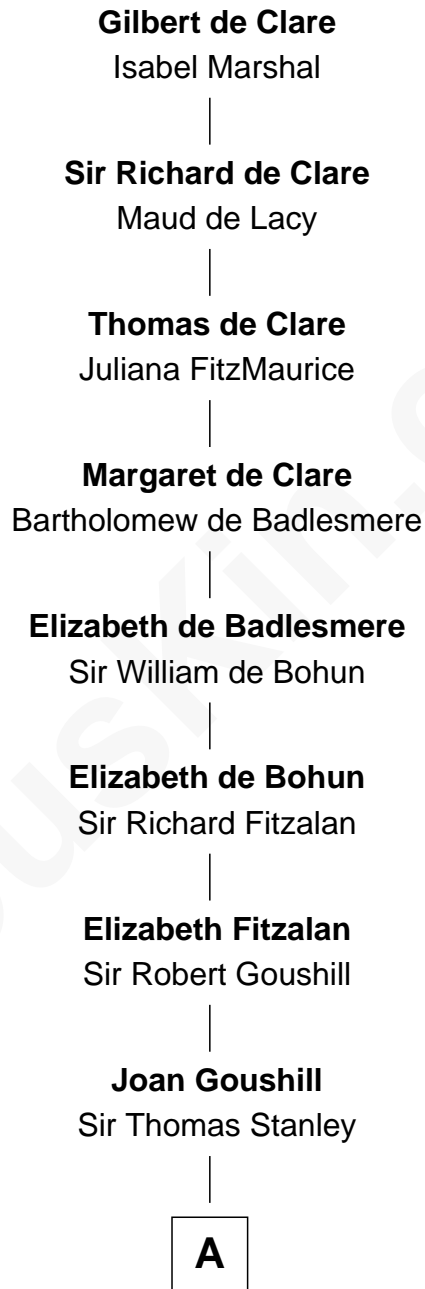 Gilbert de Clare
Isabel Marshal
Sir Richard de Clare
Maud de Lacy
Thomas de Clare
Juliana FitzMaurice
Margaret de Clare
Bartholomew de Badlesmere
Elizabeth de Badlesmere
Sir William de Bohun
Elizabeth de Bohun
Sir Richard Fitzalan
Elizabeth Fitzalan
Sir Robert Goushill
Joan Goushill
Sir Thomas Stanley
A